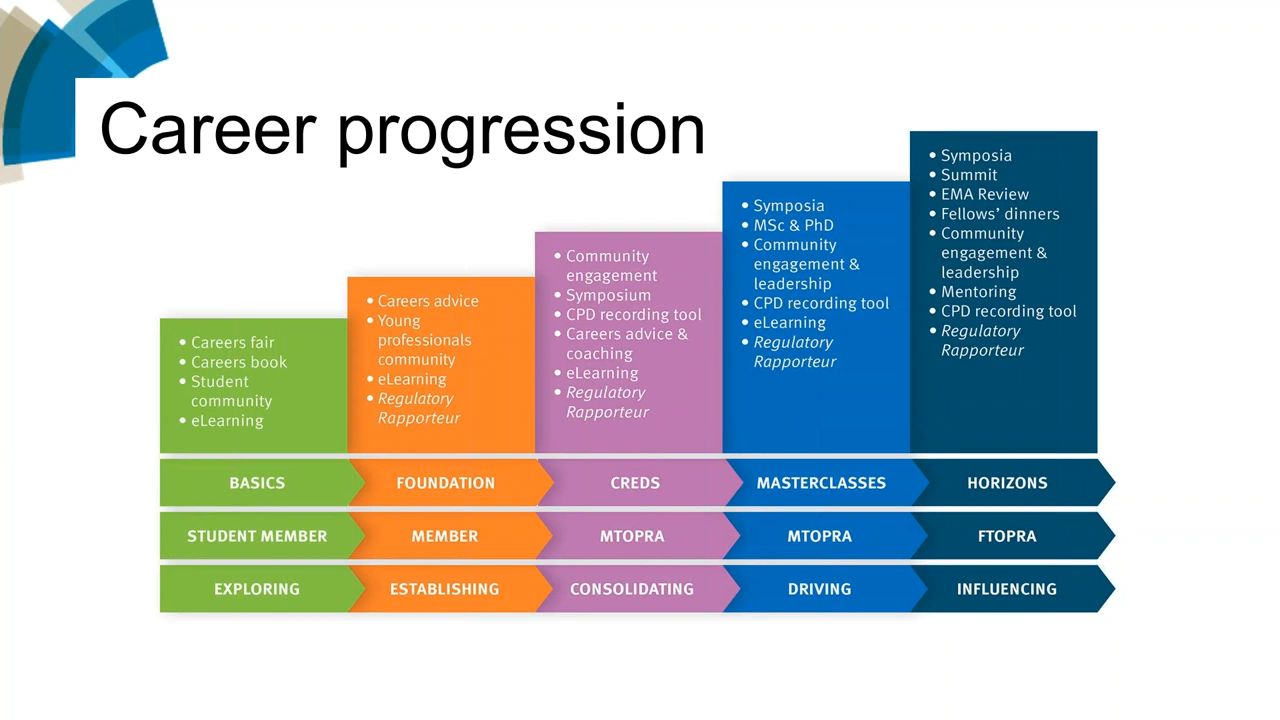 Career progression
• Careers fair
• Careers book
• Student
community
• eLearning
• Careers advice
• Young
professionals
community
• eLearning
• Regulatory
Rapporteur
• Community
engagement
• Symposium
• CPD recording tool
• Careers advice &
coaching
• eLearning
• Regulatory
Rapporteur
• Symposia
• MSc & PhD
• Community
engagement &
leadership
• CPD recording tool
• eLearning
• Regulatory
Rapporteur
• Symposia
• Summit
• EMA Review
• Fellows’ dinners
• Community
engagement &
leadership
• Mentoring
• CPD recording tool
• Regulatory
Rapporteur
BASICS
FOUNDATION
CREDS
MASTERCLASSES
HORIZONS
STUDENT MEMBER
MEMBER
MTOPRA
MTOPRA
FTOPRA
EXPLORING
ESTABLISHING
CONSOLIDATING
DRIVING
INFLUENCING